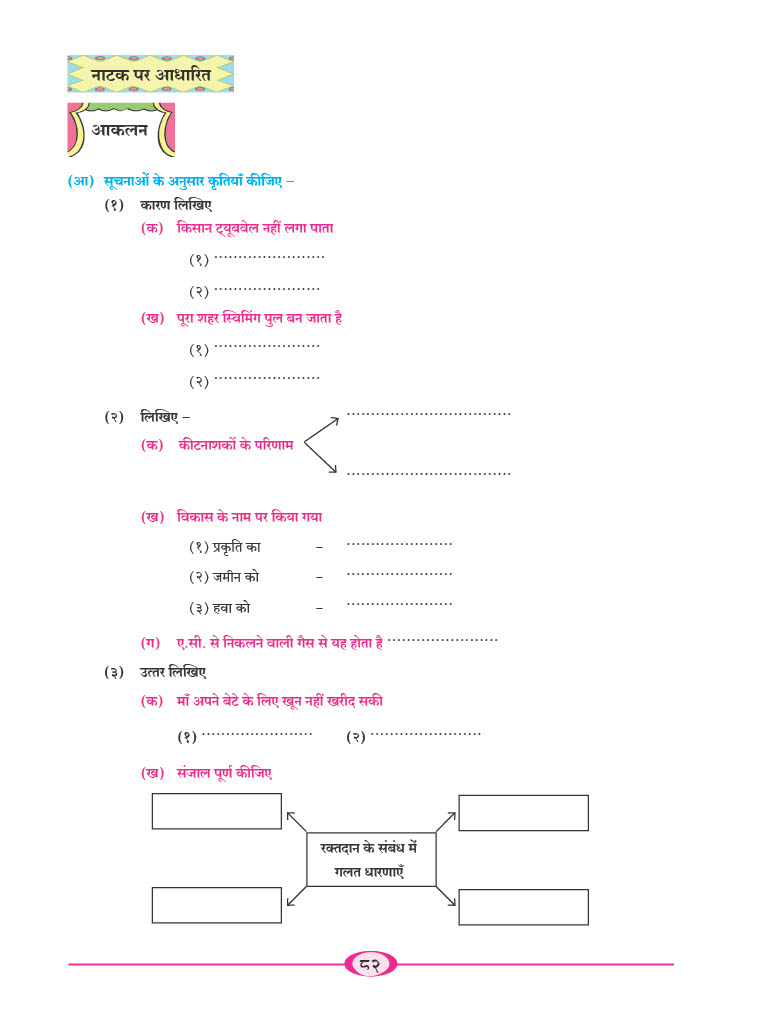 नाटक पर आधारित
आकलन
(आ) सूचनाओं के अनुसार कृतियाँ कीजिए –
(१) कारण लिखिए
(क) किसान ट्यूबवेल नहीं लगा पाता
(१) .......................
(२) ......................
(ख) पूरा शहर स्विमिंग पुल बन जाता है
(१) ......................
(२) ......................
(२) लिखिए – ..................................
(क) कीटनाशकों के परिणाम
..................................
(ख) विकास के नाम पर किया गया
(१) प्रकृति का – ......................
(२) जमीन को – ......................
(३) हवा को – ......................
(ग) ए.सी. से निकलने वाली गैस से यह होता है .......................
(३) उत्तर लिखिए
(क) माँ अपने बेटे के लिए खून नहीं खरीद सकी
(१) ....................... (२) .......................
(ख) संजाल पूर्ण कीजिए
रक्तदान के संबंध में
गलत धारणाएँ
८२